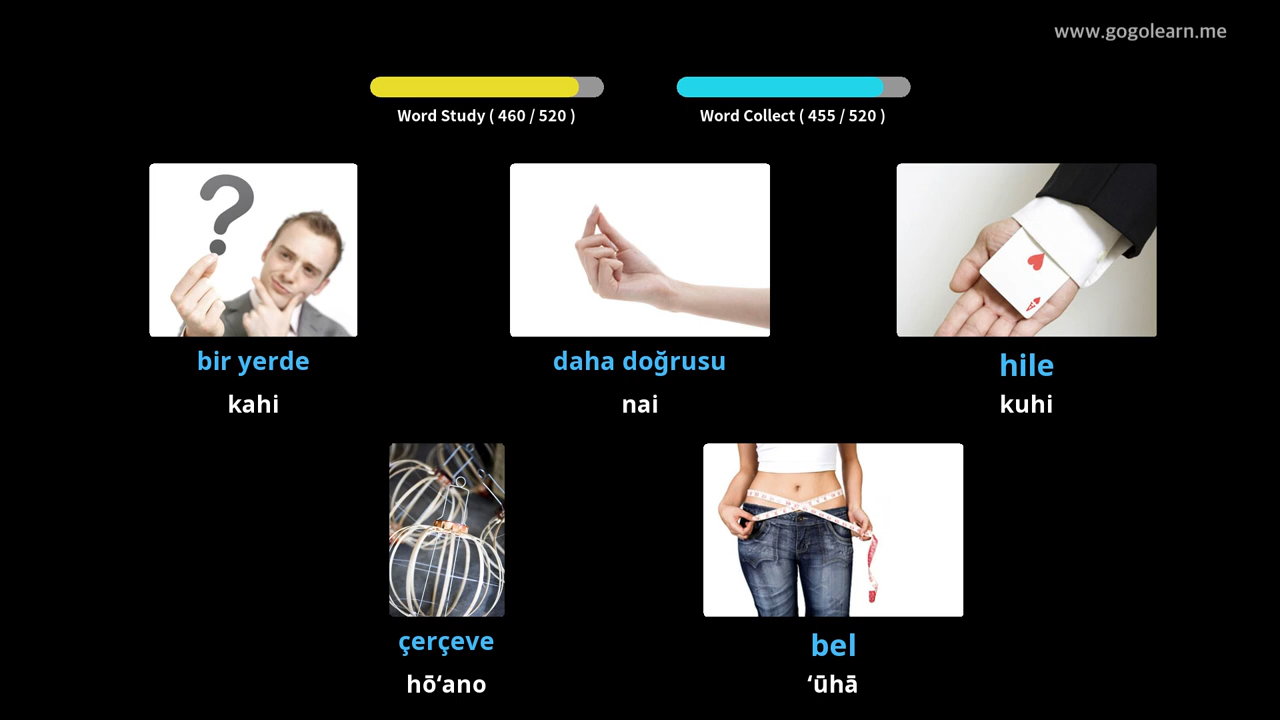 www.gogolearn.me
Word Study ( 460 / 520 )
Word Collect ( 455 / 520 )
bir yerde
kahi
daha doğrusu
nai
hile
kuhi
çerçeve
hōʻano
bel
ʻūhā